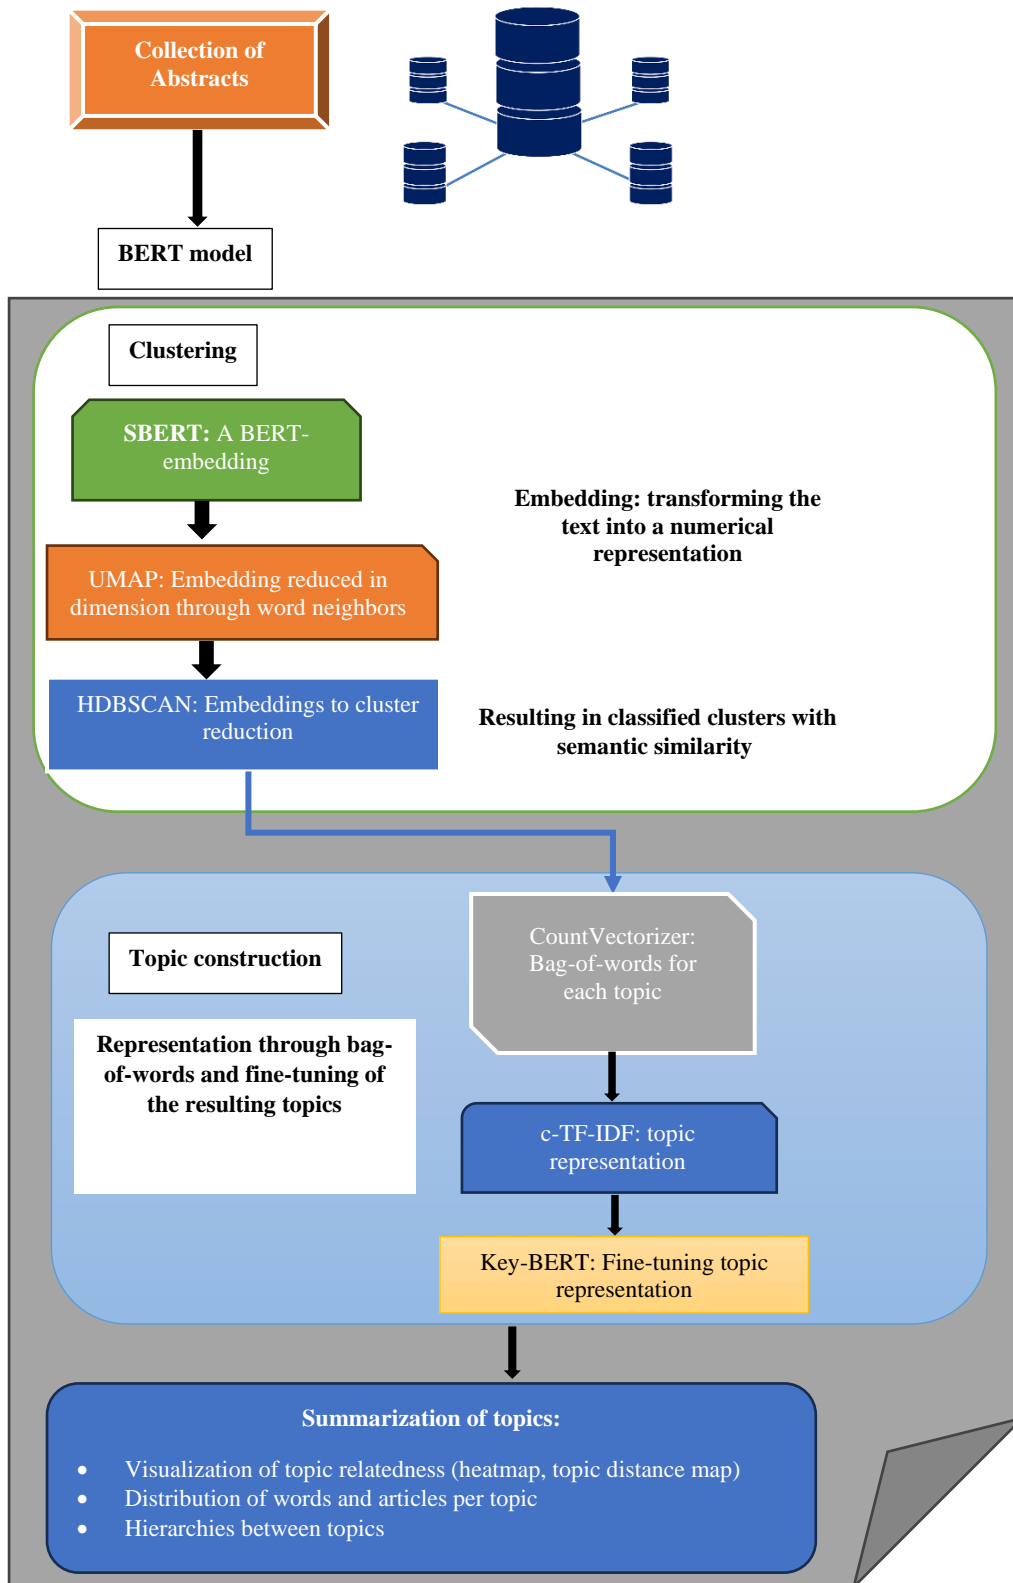 Collection of
Abstracts
BERT model
Clustering
SBERT: A BERT-
embedding
Embedding: transforming the
text into a numerical
representation
UMAP: Embedding reduced in
dimension through word neighbors
HDBSCAN: Embeddings to cluster
reduction
Resulting in classified clusters with
semantic similarity
CountVectorizer:
Bag-of-words for
each topic
Topic construction
Representation through bag-
of-words and fine-tuning of
the resulting topics
c-TF-IDF: topic
representation
Key-BERT: Fine-tuning topic
representation
Summarization of topics:
• Visualization of topic relatedness (heatmap, topic distance map)
• Distribution of words and articles per topic
• Hierarchies between topics